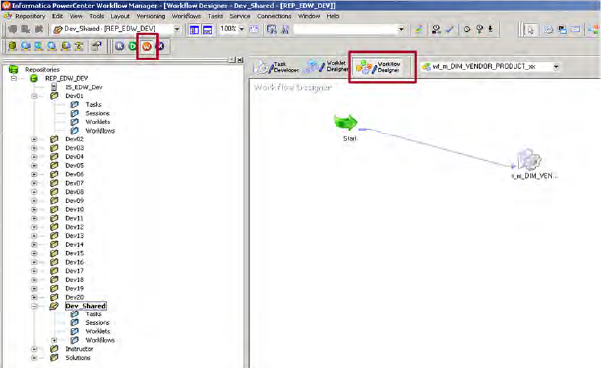 Informatica PowerCenter Workflow Manager - [Workflow Designer - Dev_Shared - [REP_EDW_DEV]]
Repository Edit View Tools Layout Versioning Workflows Tasks Service Connections Window Help
Dev_Shared - [REP_EDW_DEV]
100%
R D W
Repositories
REP_EDW_DEV
IS_EDW_Dev
Dev01
Tasks
Sessions
Worklets
Workflows
Dev02
Dev03
Dev04
Dev05
Dev06
Dev07
Dev08
Dev09
Dev10
Dev11
Dev12
Dev13
Dev14
Dev15
Dev16
Dev17
Dev18
Dev19
Dev20
Dev_Shared
Tasks
Sessions
Worklets
Workflows
Instructor
Solutions
Task Developer
Worklet Designer
Workflow Designer
wf_m_DIM_VENDOR_PRODUCT_xx
Workflow Designer
Start
s_m_DIM_VEN...